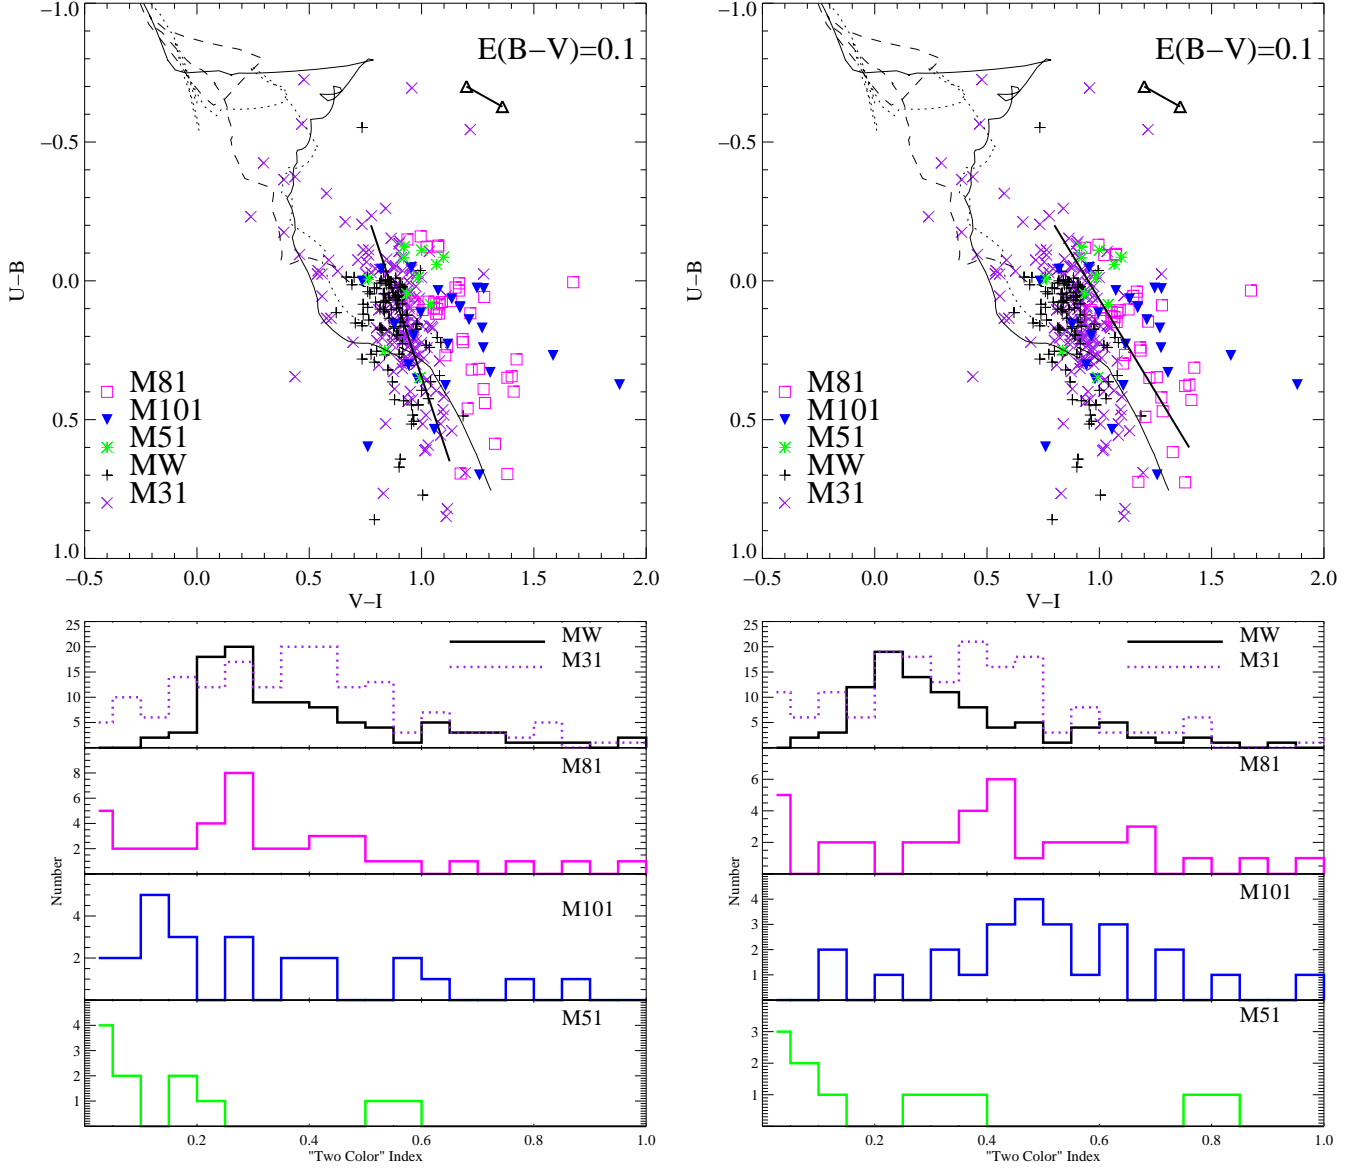 −1.0
−0.5
0.0
0.5
1.0
U−B
E(B−V)=0.1
M81
M101
M51
MW
M31
−0.5 0.0 0.5 1.0 1.5 2.0
V−I
−1.0
−0.5
0.0
0.5
1.0
U−B
E(B−V)=0.1
M81
M101
M51
MW
M31
−0.5 0.0 0.5 1.0 1.5 2.0
V−I
25
20
15
10
5
MW
M31
8
6
4
2
M81
4
2
M101
4
3
2
1
M51
Number
0.2 0.4 0.6 0.8 1.0
"Two Color" Index
25
20
15
10
5
MW
M31
6
4
2
M81
4
3
2
1
M101
3
2
1
M51
Number
0.2 0.4 0.6 0.8 1.0
"Two Color" Index